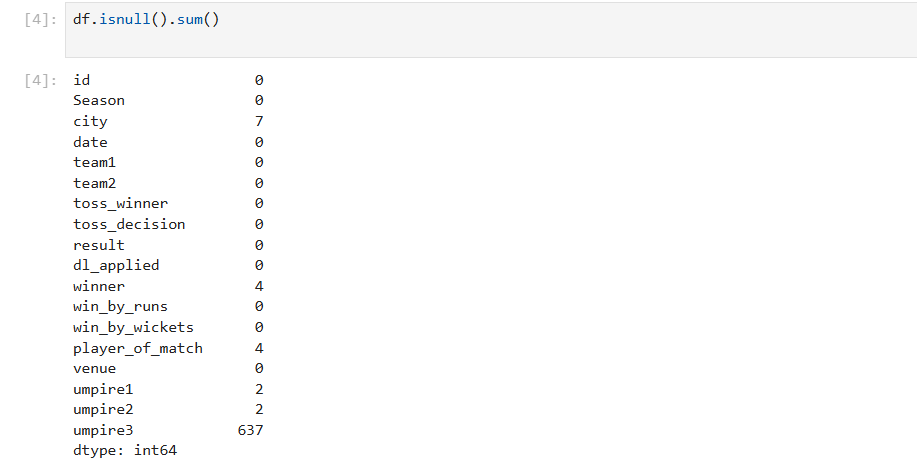 [4]: df.isnull().sum()
[4]: id 0
Season 0
city 7
date 0
team1 0
team2 0
toss_winner 0
toss_decision 0
result 0
dl_applied 0
winner 4
win_by_runs 0
win_by_wickets 0
player_of_match 4
venue 0
umpire1 2
umpire2 2
umpire3 637
dtype: int64